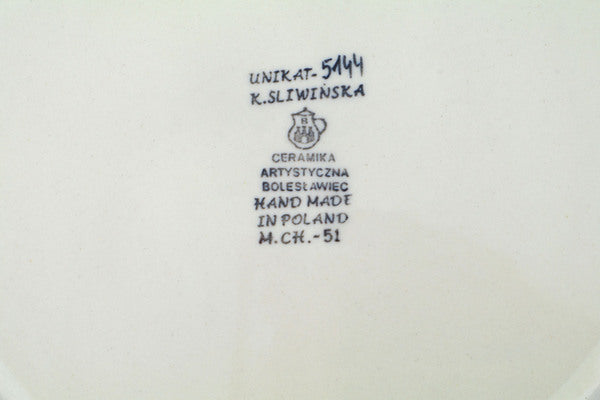 UNIKAT-5144
K.SLIWIŃSKA
B
CERAMIKA
ARTYSTYCZNA
BOLESŁAWIEC
HAND MADE
IN POLAND
M.CH.-51